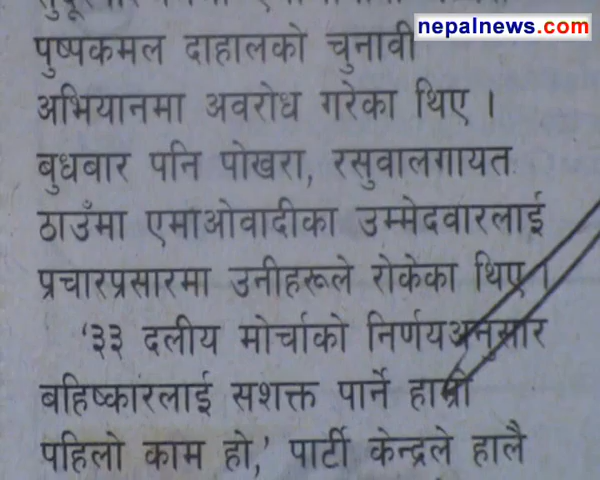 nepalnews.com
पुष्पकमल दाहालको चुनावी
अभियानमा अवरोध गरेका थिए ।
बुधबार पनि पोखरा, रसुवालगायत
ठाउँमा एमाओवादीका उम्मेदवारलाई
प्रचारप्रसारमा उनीहरूले रोकेका थिए ।
‘३३ दलीय मोर्चाको निर्णयअनुसार
बहिष्कारलाई सशक्त पार्ने हाम्रो
पहिलो काम हो,’ पार्टी केन्द्रले हालै